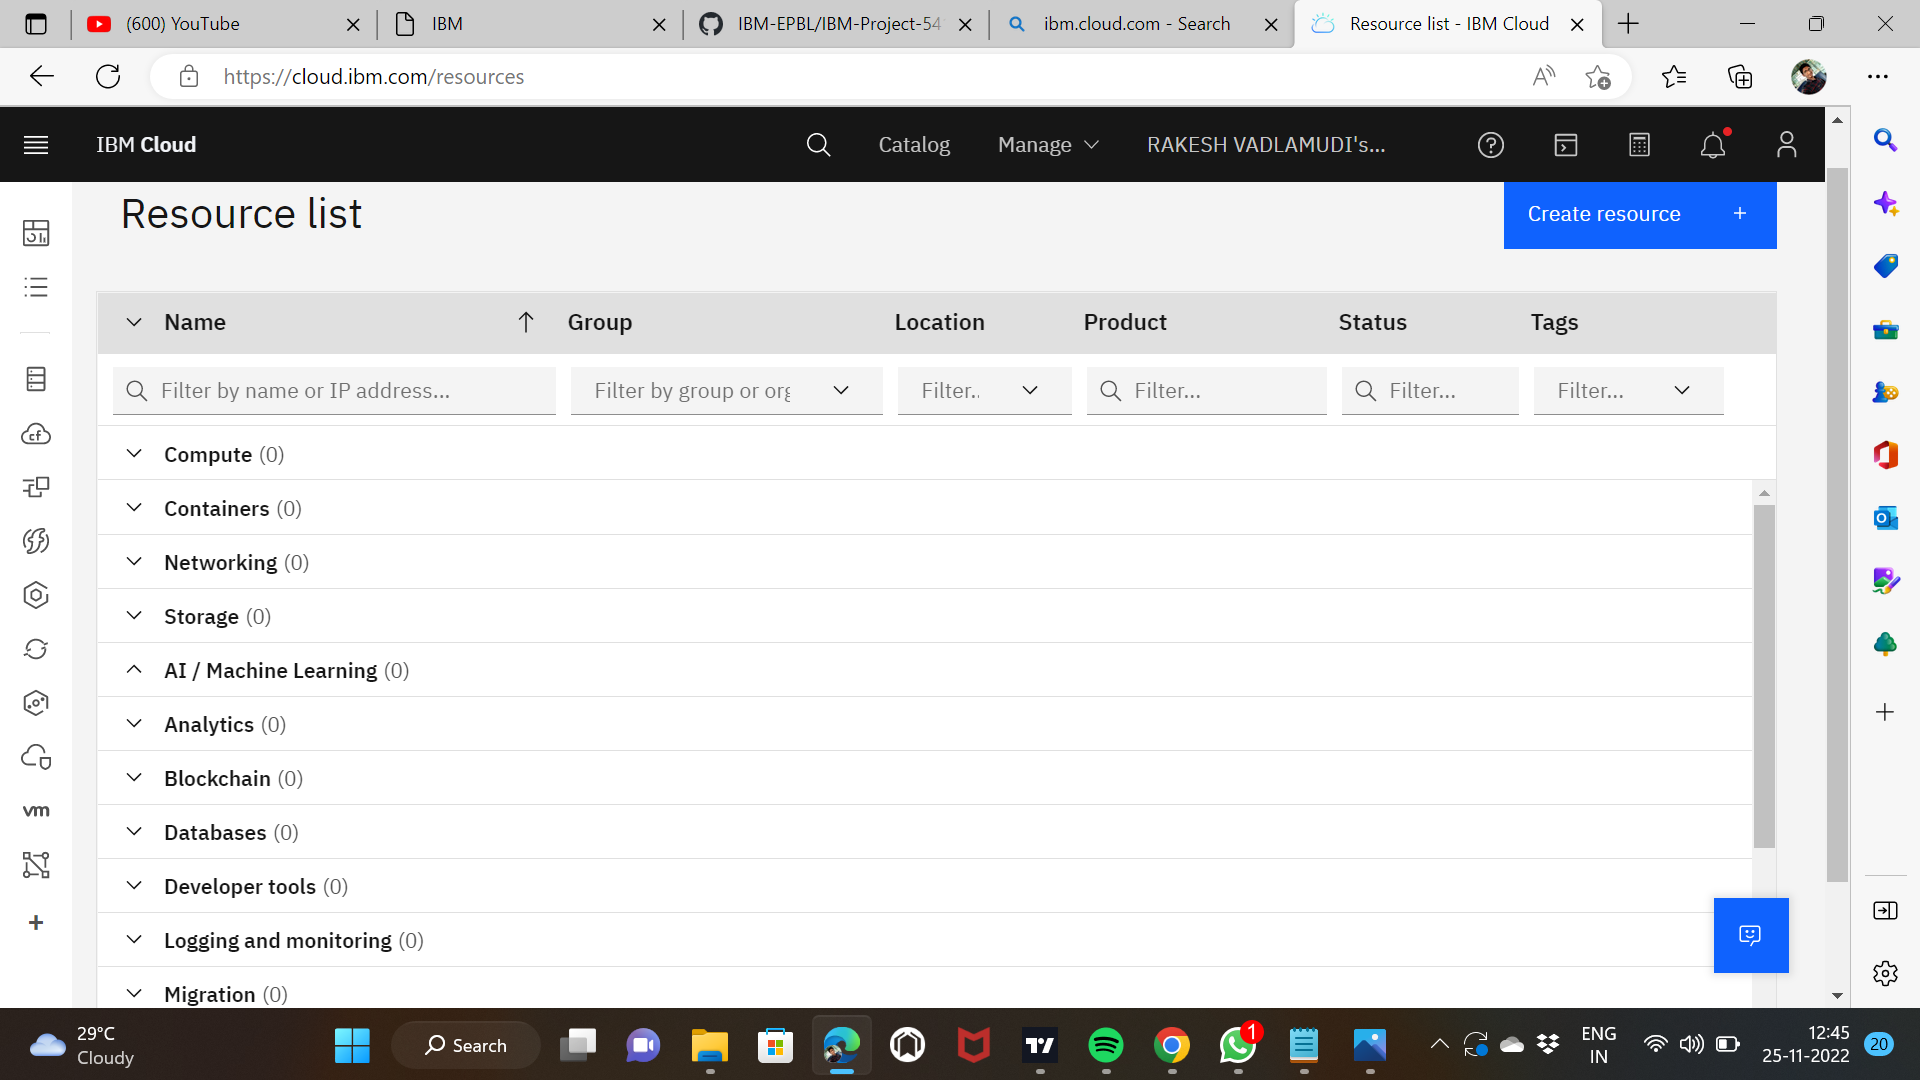 (600) YouTube
IBM
IBM-EPBL/IBM-Project-54
ibm.cloud.com - Search
Resource list - IBM Cloud
https://cloud.ibm.com/resources
IBM Cloud
Catalog
Manage
RAKESH VADLAMUDI's...
Resource list
Create resource +
Name
Group
Location
Product
Status
Tags
Filter by name or IP address...
Filter by group or org
Filter..
Filter...
Filter...
Filter...
Compute (0)
Containers (0)
Networking (0)
Storage (0)
AI / Machine Learning (0)
Analytics (0)
Blockchain (0)
Databases (0)
Developer tools (0)
Logging and monitoring (0)
Migration (0)
cf
vm
29°C
Cloudy
Search
1
ENG
IN
12:45
25-11-2022
20